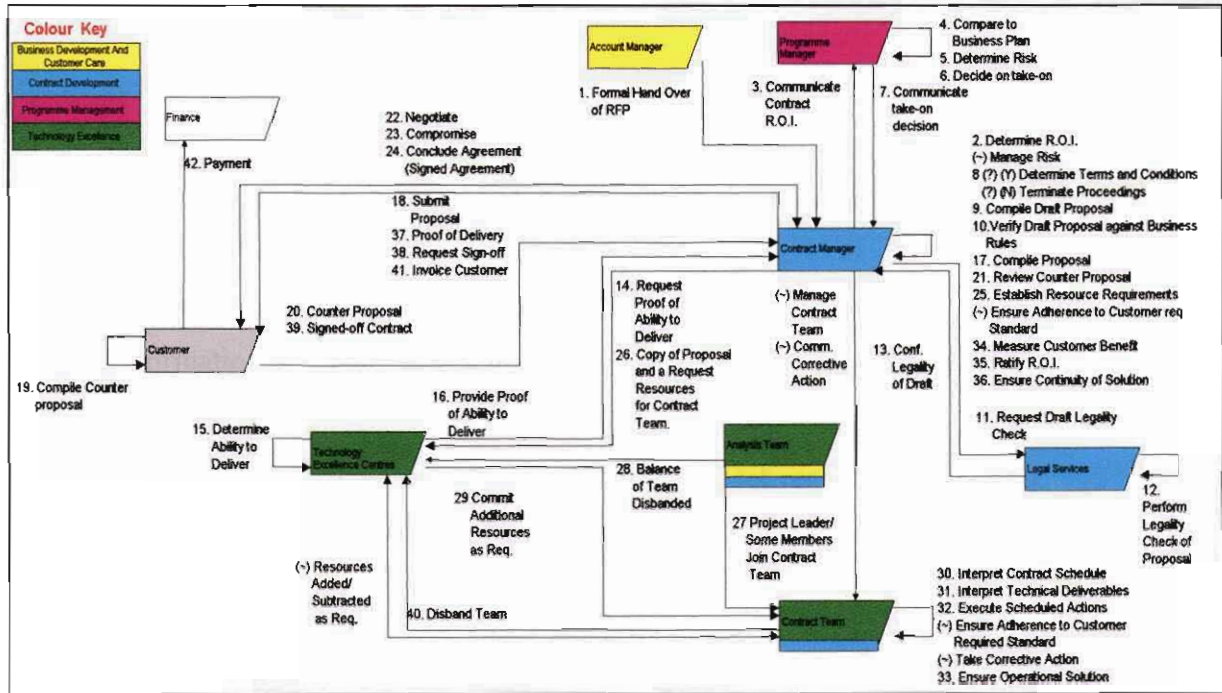 Colour Key
Business Development And
Customer Care
Contract Development
Programme Management
Technology Excellence
Account Manager
Programme
Manager
4. Compare to
Business Plan
5. Determine Risk
6. Decide on take-on
1. Formal Hand Over
of RFP
3. Communicate
Contract
R.O.I.
7. Communicate
take-on
decision
Finance
42. Payment
22. Negotiate
23. Compromise
24. Conclude Agreement
(Signed Agreement)
18. Submit
Proposal
37. Proof of Delivery
38. Request Sign-off
41. Invoice Customer
2. Determine R.O.I.
(~) Manage Risk
8 (?) (Y) Determine Terms and Conditions
(?) (N) Terminate Proceedings
9. Compile Draft Proposal
10. Verify Draft Proposal against Business
Rules
17. Compile Proposal
21. Review Counter Proposal
25. Establish Resource Requirements
(~) Ensure Adherence to Customer req
Standard
34. Measure Customer Benefit
35. Ratify R.O.I.
36. Ensure Continuity of Solution
Contract Manager
20. Counter Proposal
39. Signed-off Contract
14. Request
Proof of
Ability to
Deliver
26. Copy of Proposal
and a Request
Resources
for Contract
Team.
(~) Manage
Contract
Team
(~) Comm.
Corrective
Action
13. Conf.
Legality
of Draft
Customer
19. Compile Counter
proposal
11. Request Draft Legality
Check
16. Provide Proof
of Ability to
Deliver
15. Determine
Ability to
Deliver
Technology
Excellence Centres
Analysis Team
Legal Services
12.
Perform
Legality
Check of
Proposal
28. Balance
of Team
Disbanded
29 Commit
Additional
Resources
as Req.
27 Project Leader/
Some Members
Join Contract
Team
(~) Resources
Added/
Subtracted
as Req.
40. Disband Team
Contract Team
30. Interpret Contract Schedule
31. Interpret Technical Deliverables
32. Execute Scheduled Actions
(~) Ensure Adherence to Customer
Required Standard
(~) Take Corrective Action
33. Ensure Operational Solution